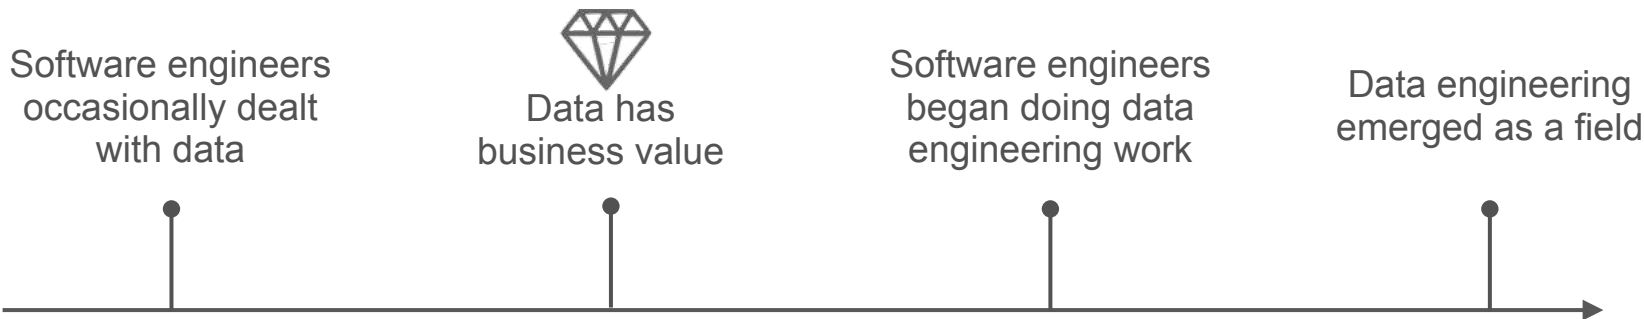 Software engineers
occasionally dealt
with data
Data has
business value
Software engineers
began doing data
engineering work
Data engineering
emerged as a field